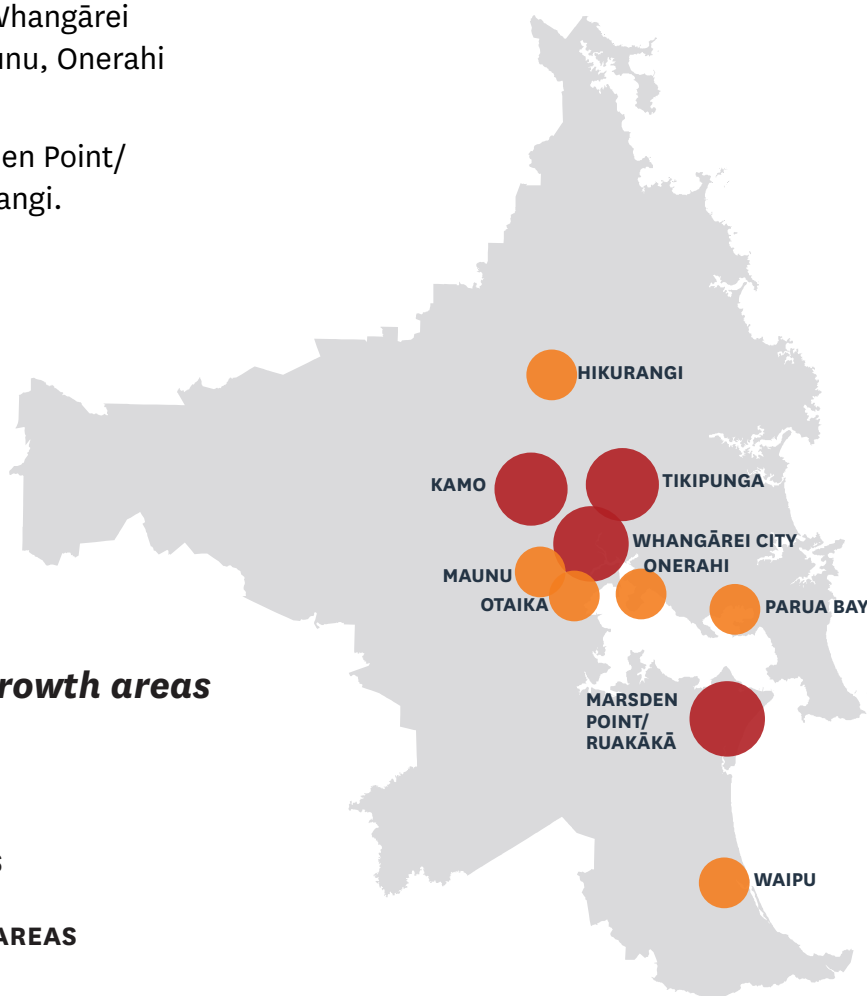 Whangārei
unu, Onerahi
en Point/
angi.
HIKURANGI
KAMO
TIKIPUNGA
WHANGĀREI CITY
ONERAHI
MAUNU
OTAIKA
PARUA BAY
rowth areas
MARSDEN
POINT/
RUAKĀKĀ
S
WAIPU
AREAS